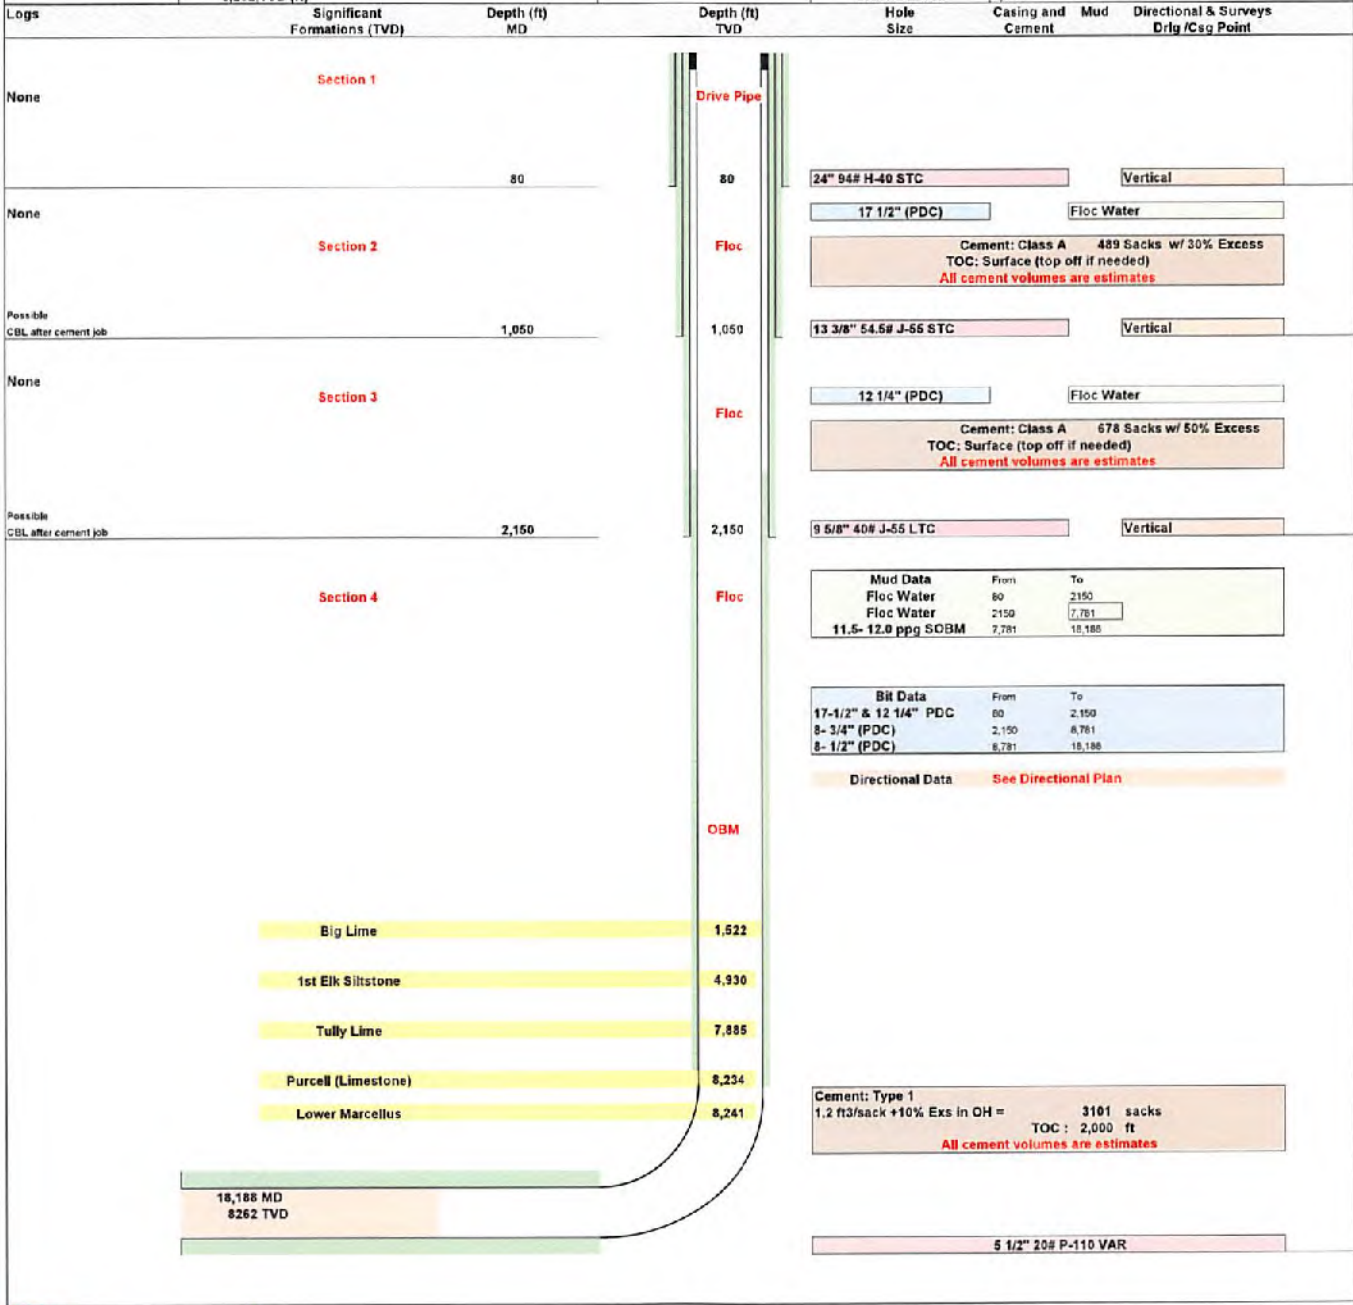 Logs Significant Depth (ft) Depth (ft) Hole Casing and Mud Directional & Surveys
Formations (TVD) MD TVD Size Cement Drlg /Csg Point
Section 1
None
Drive Pipe
80 80 24" 94# H-40 STC Vertical
None 17 1/2" (PDC) Floc Water
Section 2 Floc Cement: Class A 489 Sacks w/ 30% Excess
TOC: Surface (top off if needed)
All cement volumes are estimates
Possible
CBL after cement job 1,050 1,050 13 3/8" 54.5# J-55 STC Vertical
None
Section 3 12 1/4" (PDC) Floc Water
Floc
Cement: Class A 678 Sacks w/ 50% Excess
TOC: Surface (top off if needed)
All cement volumes are estimates
Possible
CBL after cement job 2,150 2,150 9 5/8" 40# J-55 LTC Vertical
Mud Data From To
Section 4 Floc Floc Water 80 2150
Floc Water 2150 7,781
11.5- 12.0 ppg SOBM 7,781 18,188
Bit Data From To
17-1/2" & 12 1/4" PDC 80 2,150
8- 3/4" (PDC) 2,150 8,781
8- 1/2" (PDC) 8,781 18,188
Directional Data See Directional Plan
OBM
Big Lime 1,522
1st Elk Siltstone 4,930
Tully Lime 7,885
Purcell (Limestone) 8,234
Lower Marcellus 8,241
Cement: Type 1
1.2 ft3/sack +10% Exs in OH = 3101 sacks
TOC : 2,000 ft
All cement volumes are estimates
18,188 MD
8262 TVD
5 1/2" 20# P-110 VAR